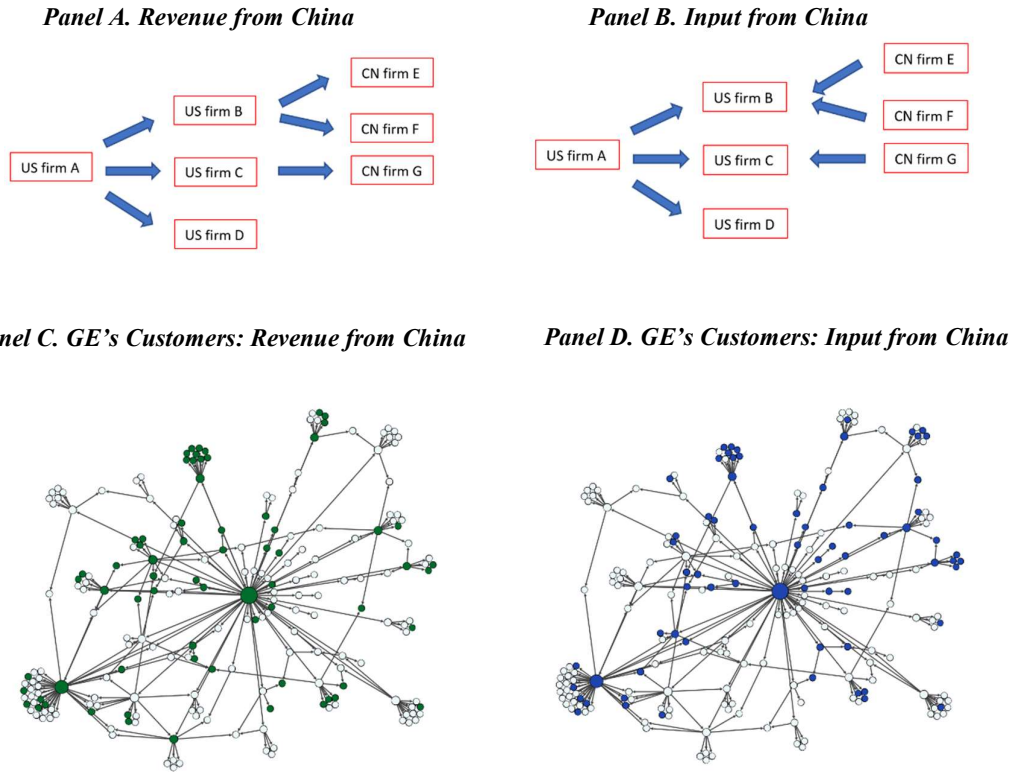 Panel A. Revenue from China
Panel B. Input from China
CN firm E
US firm B
CN firm F
US firm A
US firm C
CN firm G
US firm D
CN firm E
US firm B
CN firm F
US firm A
US firm C
CN firm G
US firm D
nel C. GE’s Customers: Revenue from China
Panel D. GE’s Customers: Input from China